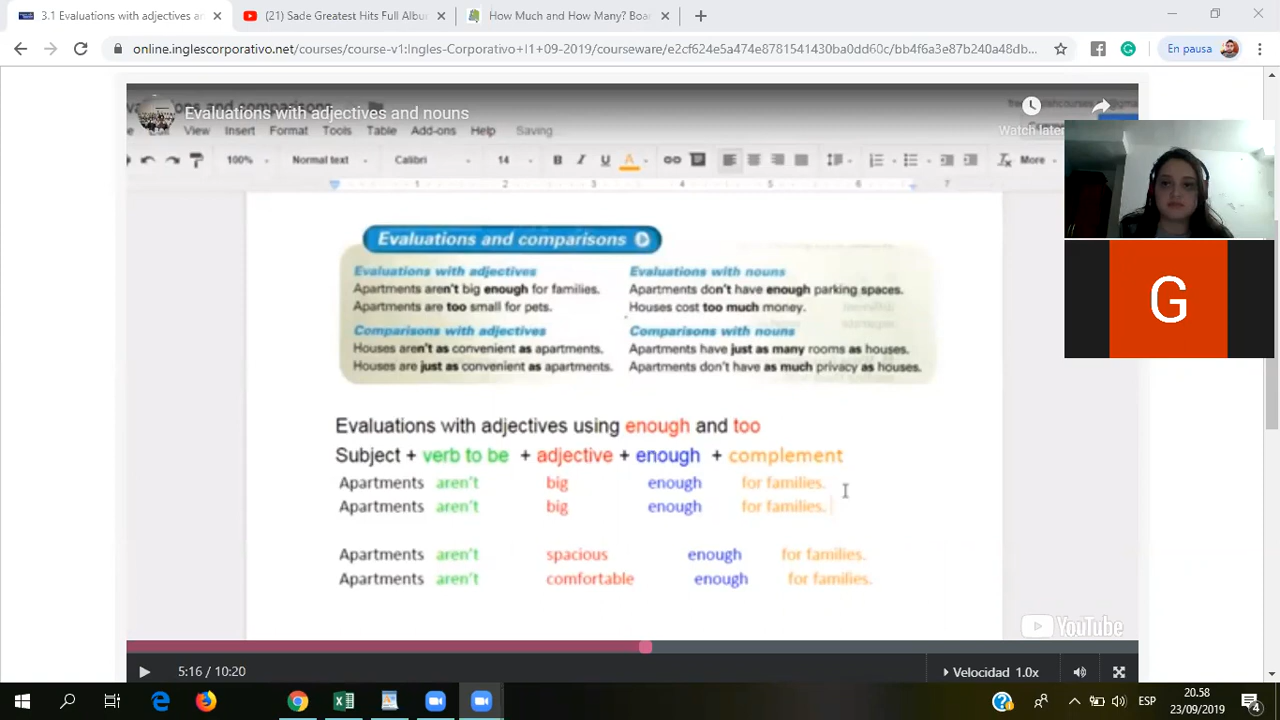 3.1 Evaluations with adjectives ar
(21) Sade Greatest Hits Full Albu
How Much and How Many? Boa
online.inglescorporativo.net/courses/course-v1:Ingles-Corporativo+I1+09-2019/courseware/e2cf624e5a474e8781541430ba0dd60c/bb4f6a3e87b240a48db...
En pausa
Evaluations with adjectives and nouns
Watch later
View Insert Format Tools Table Add-ons Help Saving
100% Normal text Calibri 14 B I U A More
1 2 3 4 5 6 7
Evaluations and comparisons
Evaluations with adjectives
Apartments aren't big enough for families.
Apartments are too small for pets.
Comparisons with adjectives
Houses aren't as convenient as apartments.
Houses are just as convenient as apartments.
Evaluations with nouns
Apartments don't have enough parking spaces.
Houses cost too much money.
Comparisons with nouns
Apartments have just as many rooms as houses.
Apartments don't have as much privacy as houses.
Evaluations with adjectives using enough and too
Subject + verb to be + adjective + enough + complement
Apartments aren't big enough for families.
Apartments aren't big enough for families.
Apartments aren't spacious enough for families.
Apartments aren't comfortable enough for families.
G
YouTube
5:16 / 10:20
Velocidad 1.0x
ESP
20.58
23/09/2019
4